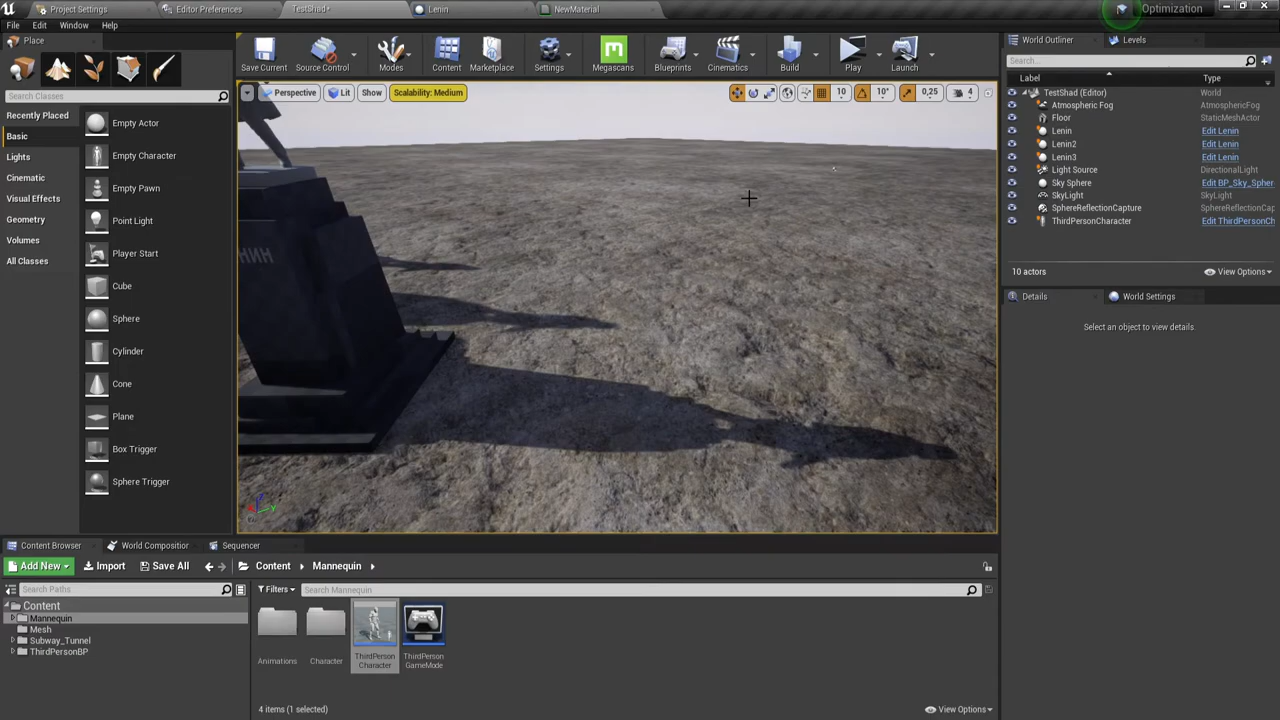 Project Settings
Editor Preferences
TestShad•
Lenin
NewMaterial
Optimization
File
Edit
Window
Help
Place
Save Current
Source Control
Modes
Content
Marketplace
Settings
Megascans
Blueprints
Cinematics
Build
Play
Launch
World Outliner
Levels
Search...
Label
Type
Search Classes
Perspective
Lit
Show
Scalability: Medium
10
10°
0,25
4
TestShad (Editor)
World
Atmospheric Fog
AtmosphericFog
Floor
StaticMeshActor
Lenin
Edit Lenin
Lenin2
Edit Lenin
Lenin3
Edit Lenin
Light Source
DirectionalLight
Sky Sphere
Edit BP_Sky_Spher
SkyLight
SkyLight
SphereReflectionCapture
SphereReflectionCap
ThirdPersonCharacter
Edit ThirdPersonCh
10 actors
View Options
Recently Placed
Basic
Lights
Cinematic
Visual Effects
Geometry
Volumes
All Classes
Empty Actor
Empty Character
Empty Pawn
Point Light
Player Start
Cube
Sphere
Cylinder
Cone
Plane
Box Trigger
Sphere Trigger
НИН
Details
World Settings
Select an object to view details.
Content Browser
World Compositior
Sequencer
Add New
Import
Save All
Content
Mannequin
Search Paths
Filters
Search Mannequin
Content
Mannequin
Mesh
Subway_Tunnel
ThirdPersonBP
Animations
Character
ThirdPerson
Character
ThirdPerson
GameMode
4 items (1 selected)
View Options